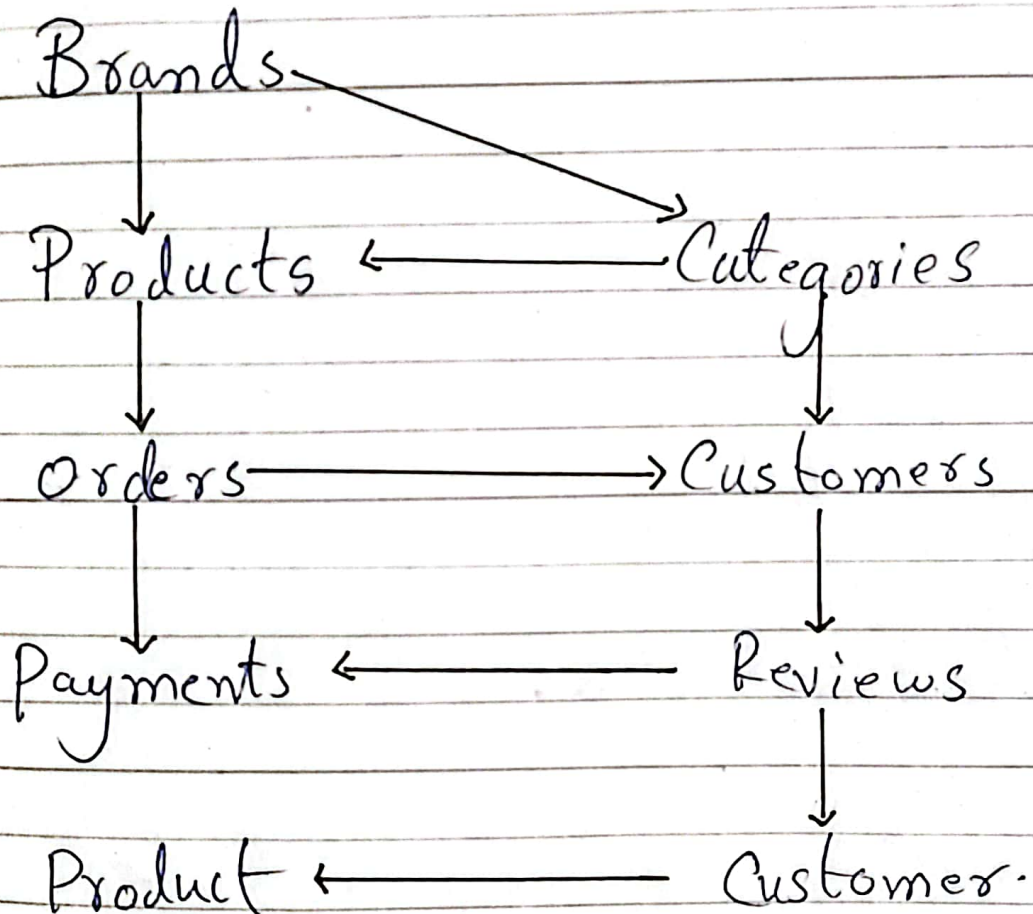 Brands
Products Categories
Orders Customers
Payments Reviews
Product Customer.